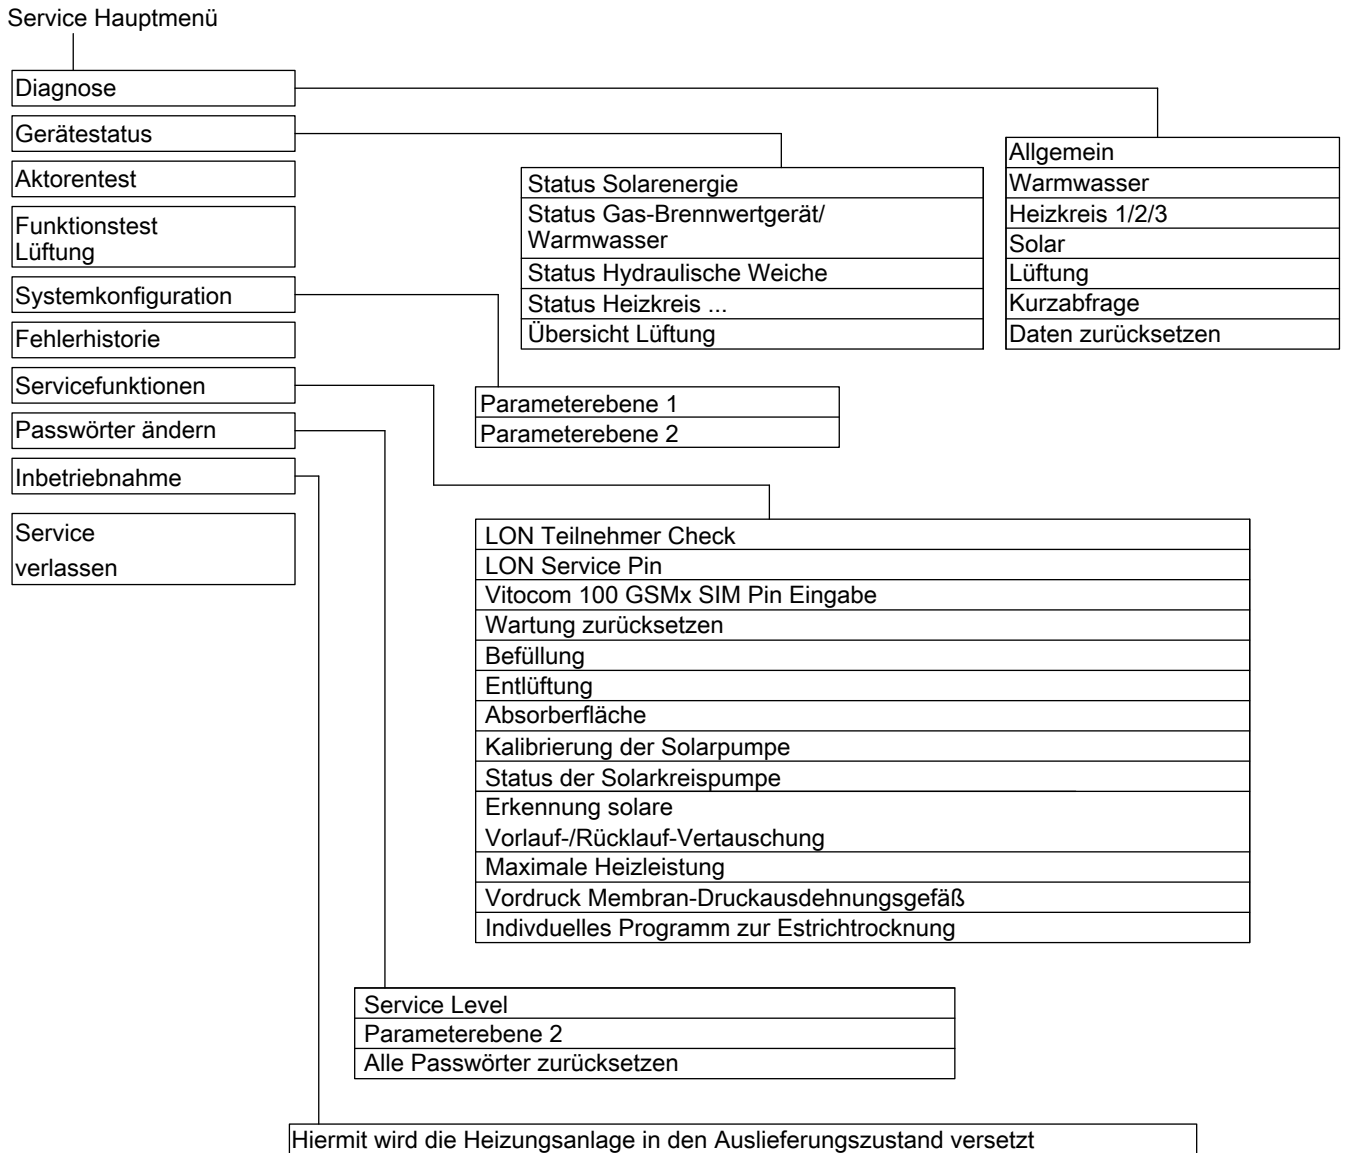 Service Hauptmenü
Diagnose
Gerätestatus
Aktorentest
Funktionstest
Lüftung
Systemkonfiguration
Fehlerhistorie
Servicefunktionen
Passwörter ändern
Inbetriebnahme
Service
verlassen
Allgemein
Warmwasser
Heizkreis 1/2/3
Solar
Lüftung
Kurzabfrage
Daten zurücksetzen
Status Solarenergie
Status Gas-Brennwertgerät/
Warmwasser
Status Hydraulische Weiche
Status Heizkreis ...
Übersicht Lüftung
Parameterebene 1
Parameterebene 2
LON Teilnehmer Check
LON Service Pin
Vitocom 100 GSMx SIM Pin Eingabe
Wartung zurücksetzen
Befüllung
Entlüftung
Absorberfläche
Kalibrierung der Solarpumpe
Status der Solarkreispumpe
Erkennung solare
Vorlauf-/Rücklauf-Vertauschung
Maximale Heizleistung
Vordruck Membran-Druckausdehnungsgefäß
Indivduelles Programm zur Estrichtrocknung
Service Level
Parameterebene 2
Alle Passwörter zurücksetzen
Hiermit wird die Heizungsanlage in den Auslieferungszustand versetzt